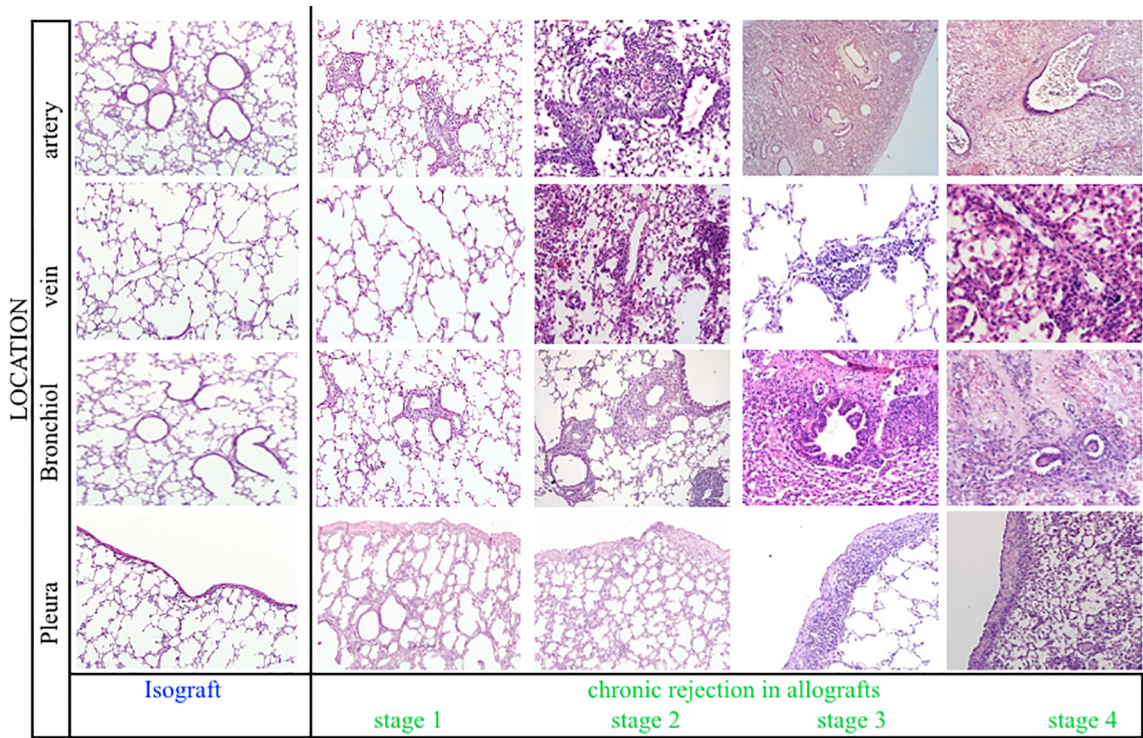 LOCATION
artery
vein
Bronchiol
Pleura
Isograft
chronic rejection in allografts
stage 1
stage 2
stage 3
stage 4